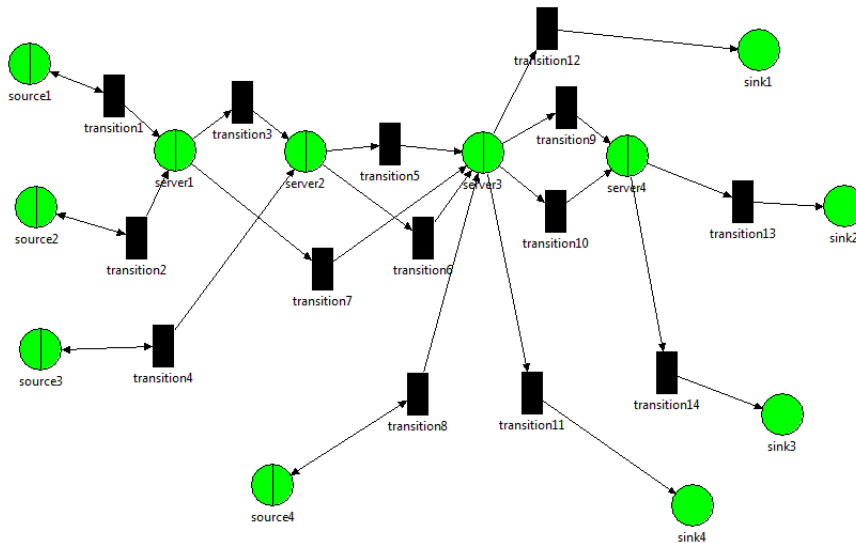 transition12
sink1
source1
transition1
transition3
transition9
server1
server2
transition5
server3
server4
source2
transition2
transition6
transition10
transition13
sink2
transition7
source3
transition4
transition8
transition11
transition14
sink3
source4
sink4